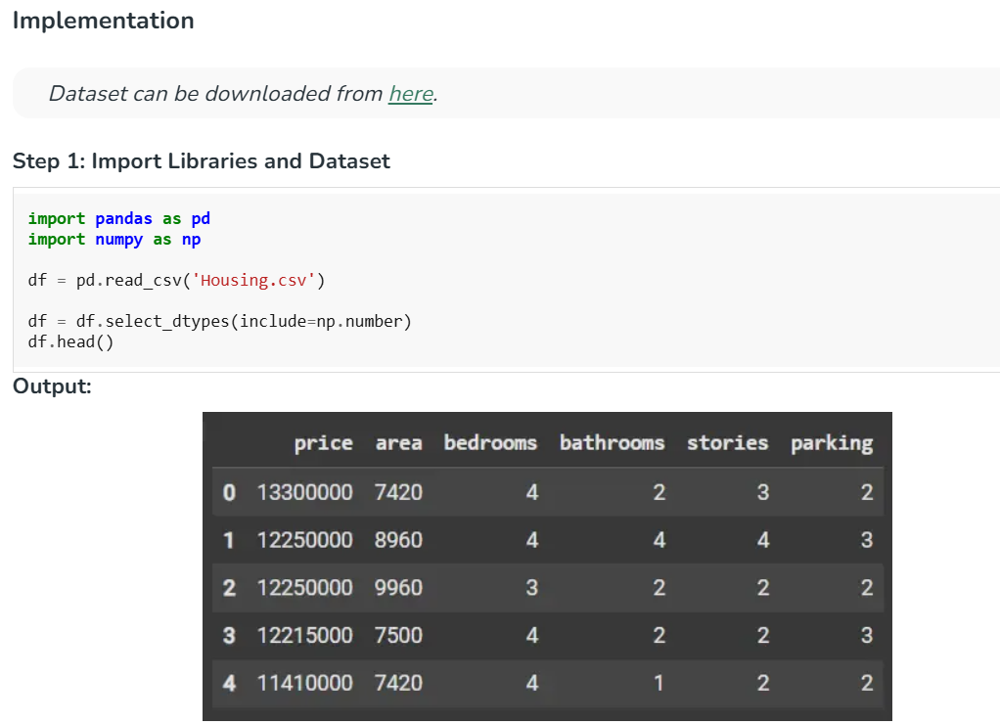 Implementation
Dataset can be downloaded from here.
Step 1: Import Libraries and Dataset
import pandas as pd
import numpy as np
df = pd.read_csv('Housing.csv')
df = df.select_dtypes(include=np.number)
df.head()
Output:
price area bedrooms bathrooms stories parking
0 13300000 7420 4 2 3 2
1 12250000 8960 4 4 4 3
2 12250000 9960 3 2 2 2
3 12215000 7500 4 2 2 3
4 11410000 7420 4 1 2 2